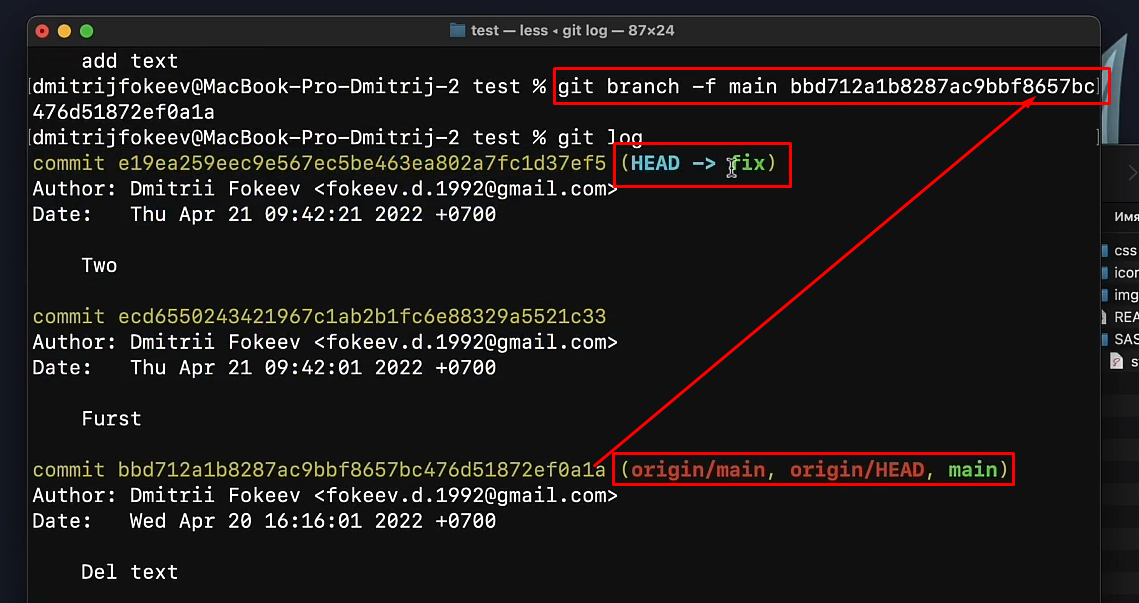 test — less ◂ git log — 87×24
add text
[dmitrijfokeev@MacBook-Pro-Dmitrij-2 test % git branch -f main bbd712a1b8287ac9bbf8657bc]
476d51872ef0a1a
[dmitrijfokeev@MacBook-Pro-Dmitrij-2 test % git log ]
commit e19ea259eec9e567ec5be463ea802a7fc1d37ef5 (HEAD -> fix)
Author: Dmitrii Fokeev <fokeev.d.1992@gmail.com>
Date:   Thu Apr 21 09:42:21 2022 +0700
Two
commit ecd6550243421967c1ab2b1fc6e88329a5521c33
Author: Dmitrii Fokeev <fokeev.d.1992@gmail.com>
Date:   Thu Apr 21 09:42:01 2022 +0700
Furst
commit bbd712a1b8287ac9bbf8657bc476d51872ef0a1a (origin/main, origin/HEAD, main)
Author: Dmitrii Fokeev <fokeev.d.1992@gmail.com>
Date:   Wed Apr 20 16:16:01 2022 +0700
Del text
Имя
css
icon
img
REA
SAS
s